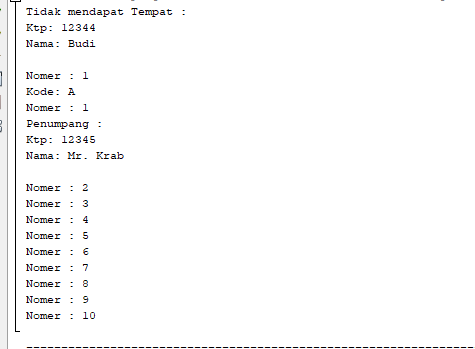 Tidak mendapat Tempat :
Ktp: 12344
Nama: Budi
Nomer : 1
Kode: A
Nomer : 1
Penumpang :
Ktp: 12345
Nama: Mr. Krab
Nomer : 2
Nomer : 3
Nomer : 4
Nomer : 5
Nomer : 6
Nomer : 7
Nomer : 8
Nomer : 9
Nomer : 10